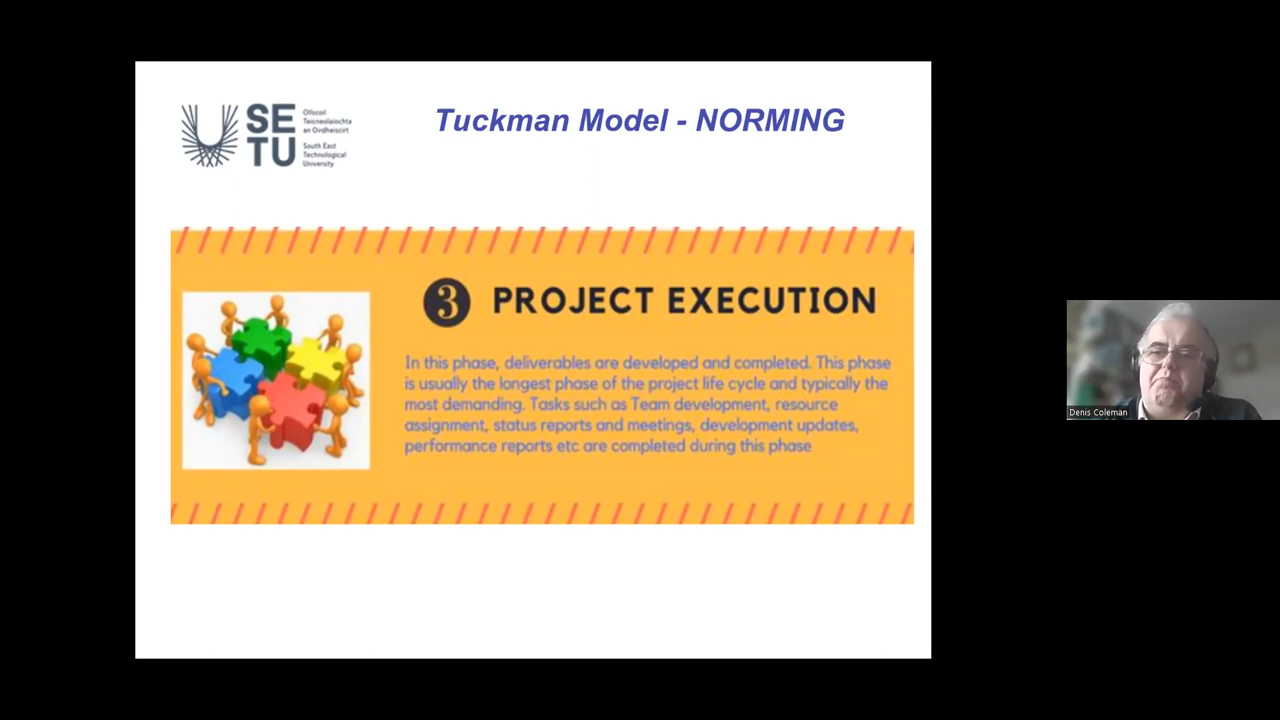 SE
TU
Ollscoil
Teicneolaíochta
an Oirdheiscirt
South East
Technological
University
Tuckman Model - NORMING
3 PROJECT EXECUTION
In this phase, deliverables are developed and completed. This phase
is usually the longest phase of the project life cycle and typically the
most demanding. Tasks such as Team development, resource
assignment, status reports and meetings, development updates,
performance reports etc are completed during this phase
Denis Coleman